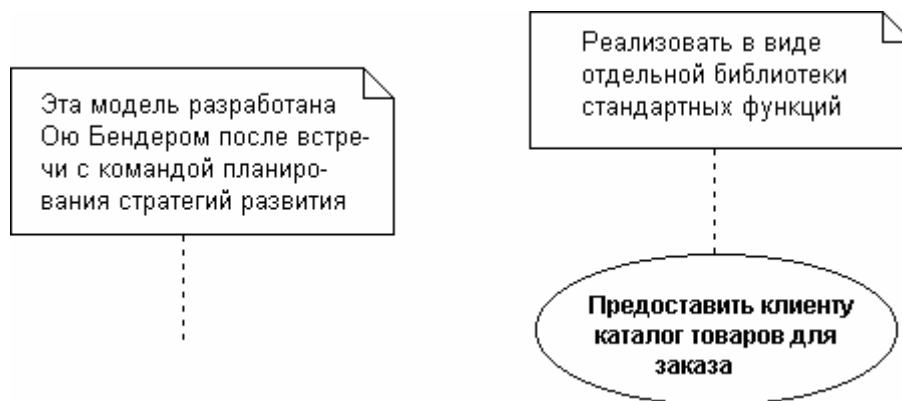 Эта модель разработана
Ою Бендером после встре-
чи с командой планиро-
вания стратегий развития
Реализовать в виде
отдельной библиотеки
стандартных функций
Предоставить клиенту
каталог товаров для
заказа